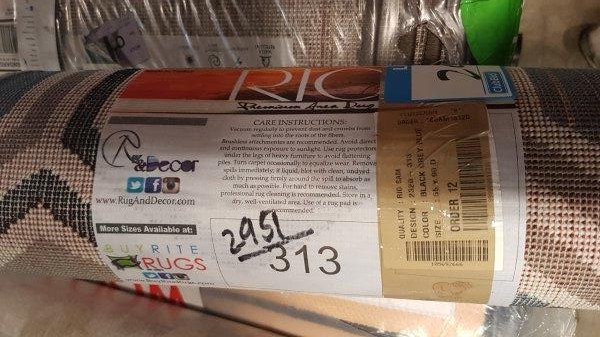 RIO
Premium Area Rug
CARE INSTRUCTIONS:
Vacuum regularly to prevent dust and crumbs from
settling into the roots of the fibers.
Brushless attachments are recommended. Avoid direct
and continuous exposure to sunlight. Use rug protectors
under the legs of heavy furniture to avoid flattening
piles. Turn carpet occasionally to equalize wear. Remove
spills immediately, if liquid, blot with clean, undyed
cloth by pressing firmly around the spill to absorb as
much as possible. For hard to remove stains,
professional rug cleaning is recommended. Store in a
dry, well-ventilated area. Use of a rug pad is
recommended.
Rug
&Decor
www.RugAndDecor.com
More Sizes Available at:
BUYRITE
RUGS
295
313
QUALITY : RIO SAM
DESIGN : 2528 - 313
COLOR : BLACK GREY BLUE
SIZE
ORDER 12